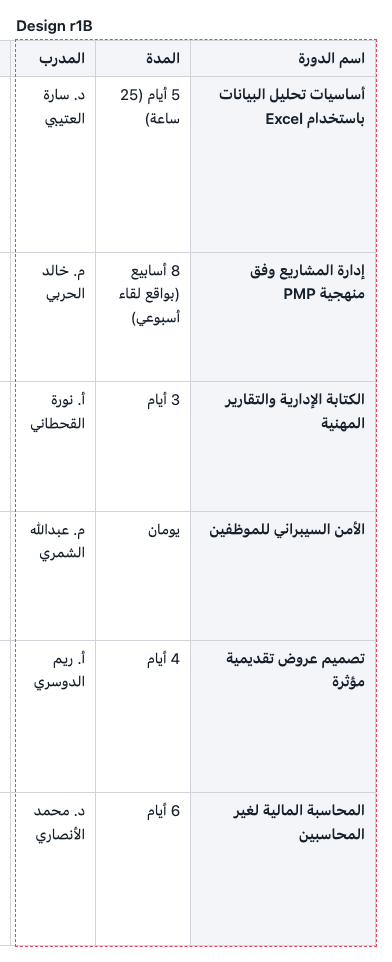 Design r1B
اسم الدورة
المدة
المدرب
أساسيات تحليل البيانات
باستخدام Excel
5 أيام (25
ساعة)
د. سارة
العتيبي
إدارة المشاريع وفق
منهجية PMP
8 أسابيع
(بواقع لقاء
أسبوعي)
م. خالد
الحربي
الكتابة الإدارية والتقارير
المهنية
3 أيام
أ. نورة
القحطاني
الأمن السيبراني للموظفين
يومان
م. عبدالله
الشمري
تصميم عروض تقديمية
مؤثرة
4 أيام
أ. ريم
الدوسري
المحاسبة المالية لغير
المحاسبين
6 أيام
د. محمد
الأنصاري